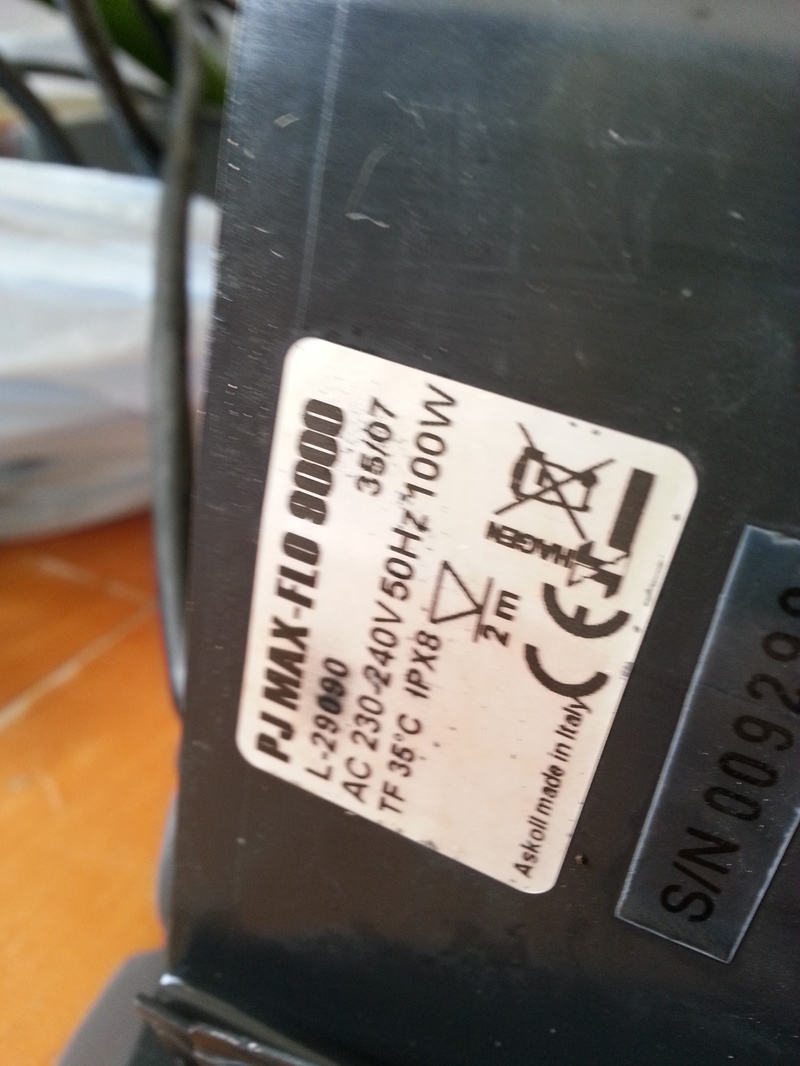 PJ MAX-FLO 9000
L-29090 35/07
AC 230-240V 50Hz 100W
TF 35°C IPX8
2 m
HAGEN
CE
Askoll made in Italy
S/N 00929